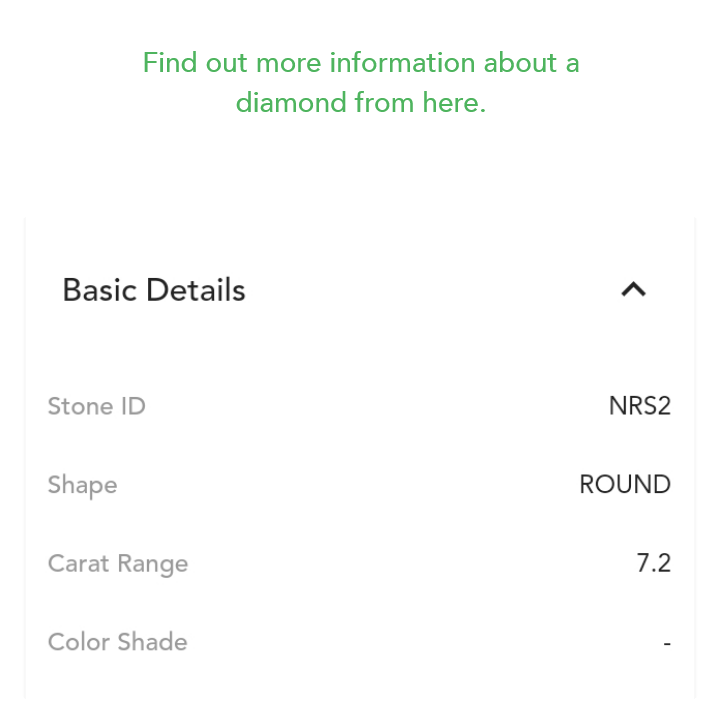 Find out more information about a
diamond from here.
Basic Details
Stone ID NRS2
Shape ROUND
Carat Range 7.2
Color Shade -